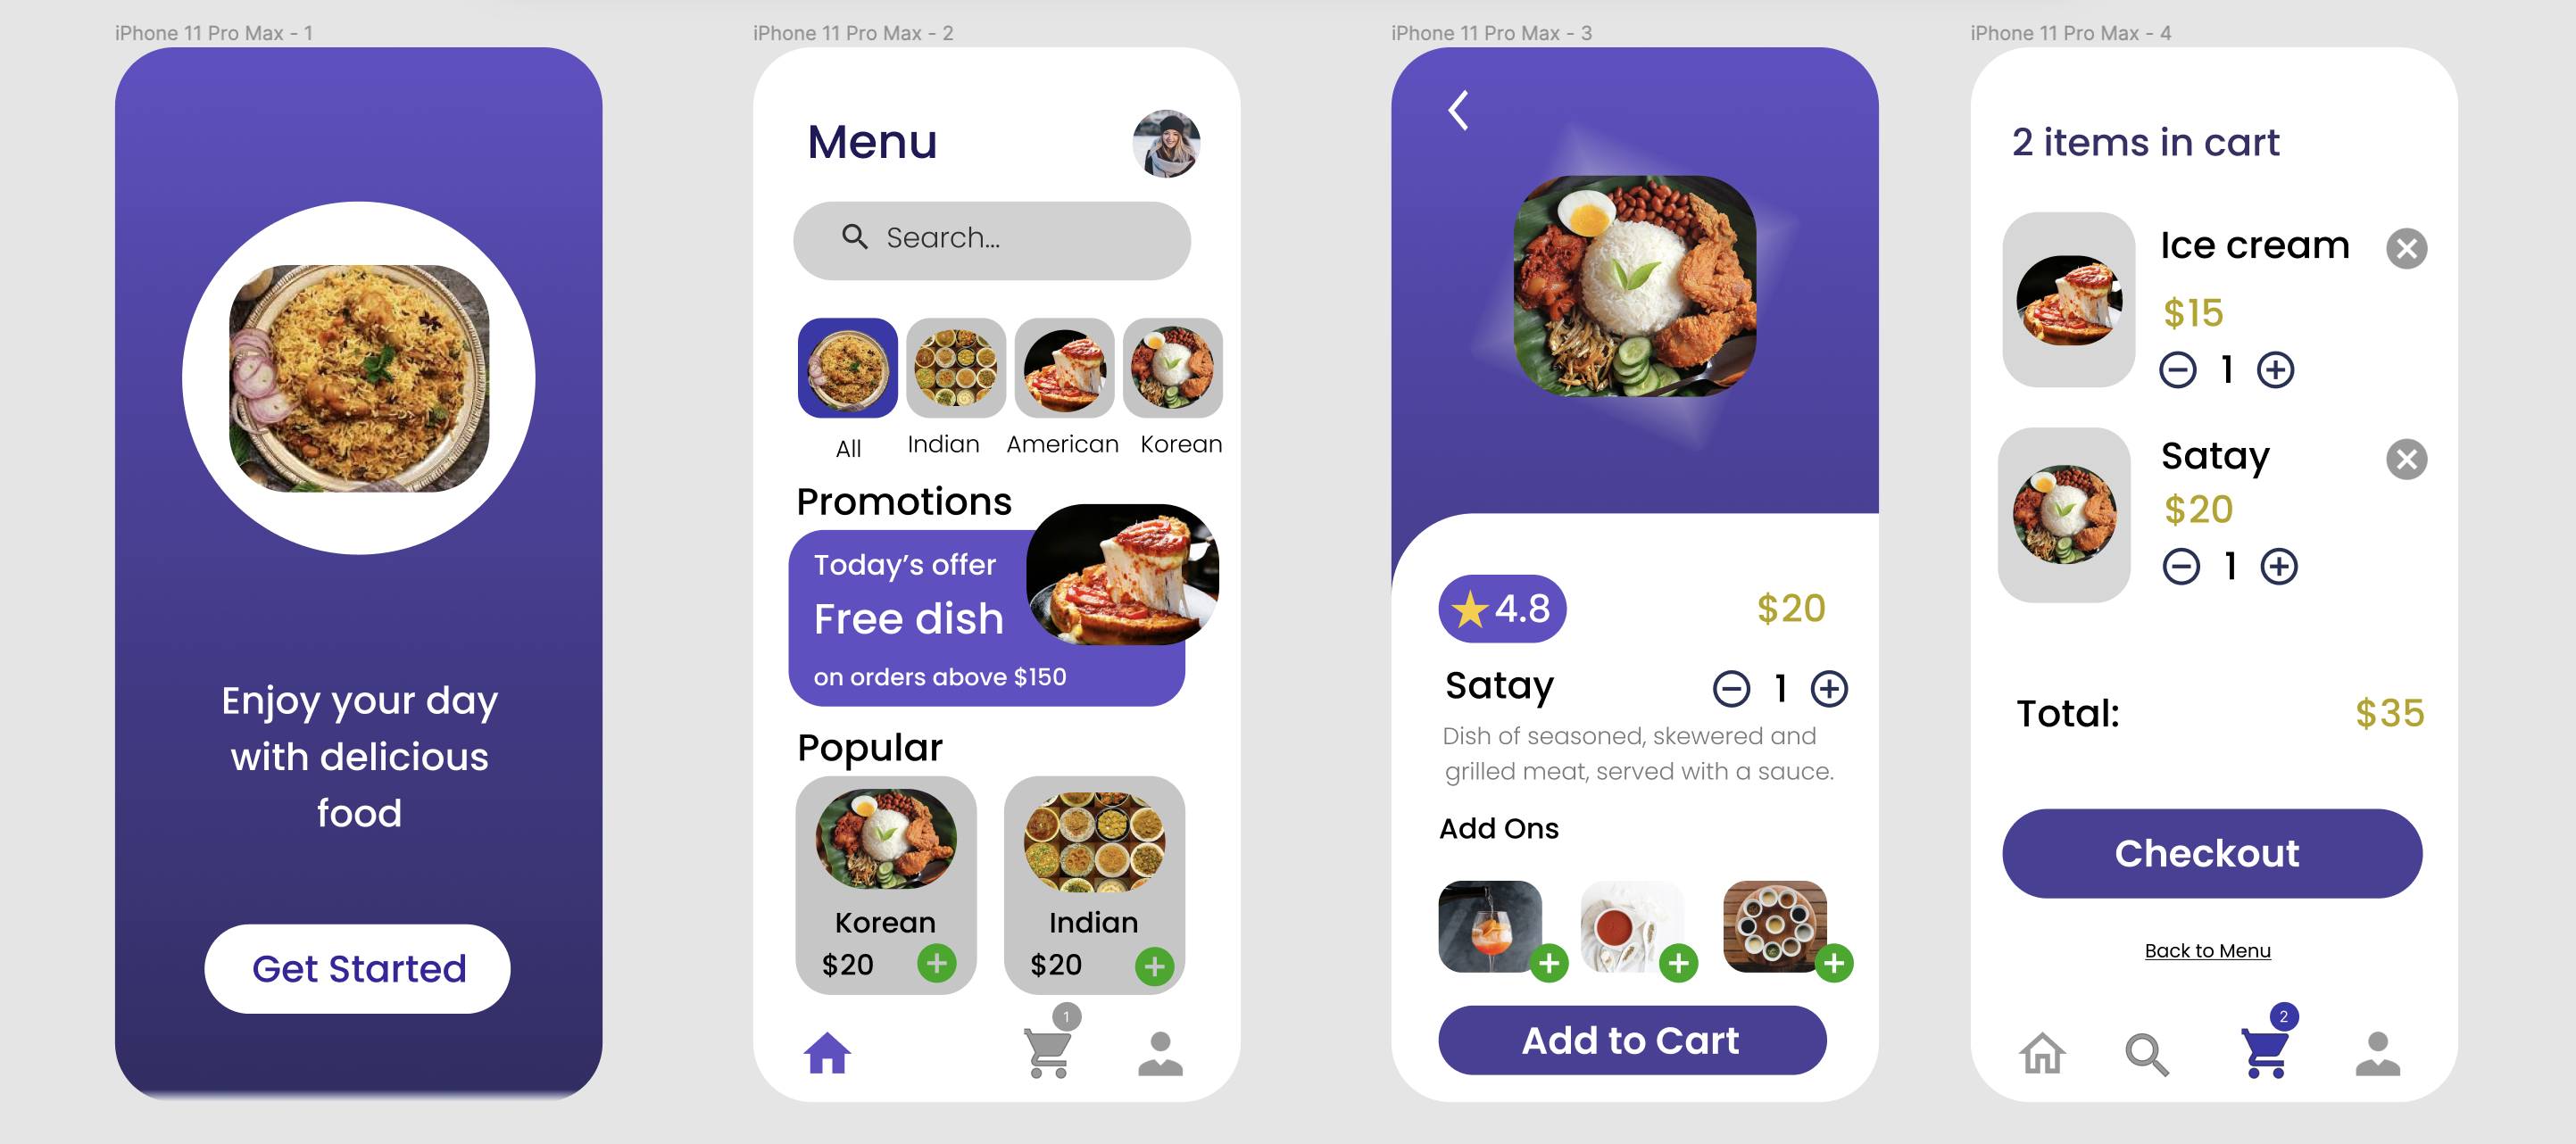 iPhone 11 Pro Max - 1
Enjoy your day
with delicious
food
Get Started
iPhone 11 Pro Max - 2
Menu
Search...
All
Indian
American
Korean
Promotions
Today's offer
Free dish
on orders above $150
Popular
Korean
$20
Indian
$20
1
iPhone 11 Pro Max - 3
4.8
$20
Satay
1
Dish of seasoned, skewered and
grilled meat, served with a sauce.
Add Ons
Add to Cart
iPhone 11 Pro Max - 4
2 items in cart
Ice cream
$15
1
Satay
$20
1
Total:
$35
Checkout
Back to Menu
2